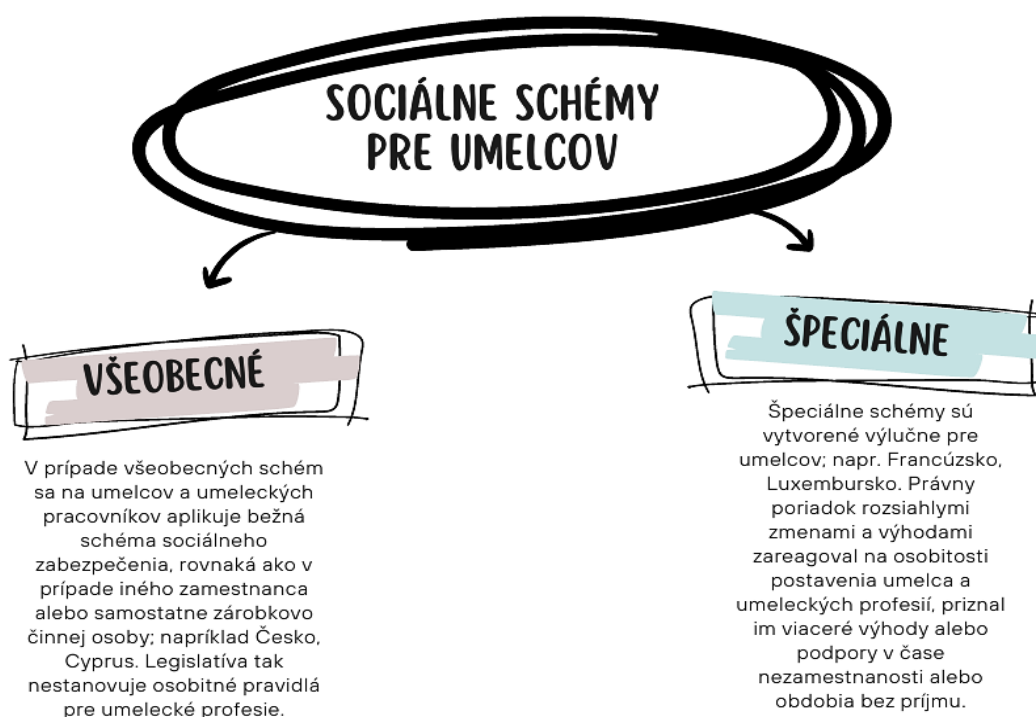 SOCIÁLNE SCHÉMY
PRE UMELCOV
VŠEOBECNÉ
V prípade všeobecných schém
sa na umelcov a umeleckých
pracovníkov aplikuje bežná
schéma sociálneho
zabezpečenia, rovnaká ako v
prípade iného zamestnanca
alebo samostatne zárobkovo
činnej osoby; napríklad Česko,
Cyprus. Legislatíva tak
nestanovuje osobitné pravidlá
pre umelecké profesie.
ŠPECIÁLNE
Špeciálne schémy sú
vytvorené výlučne pre
umelcov; napr. Francúzsko,
Luxembursko. Právny
poriadok rozsiahlymi
zmenami a výhodami
zareagoval na osobitosti
postavenia umelca a
umeleckých profesií, priznal
im viaceré výhody alebo
podpory v čase
nezamestnanosti alebo
obdobia bez príjmu.